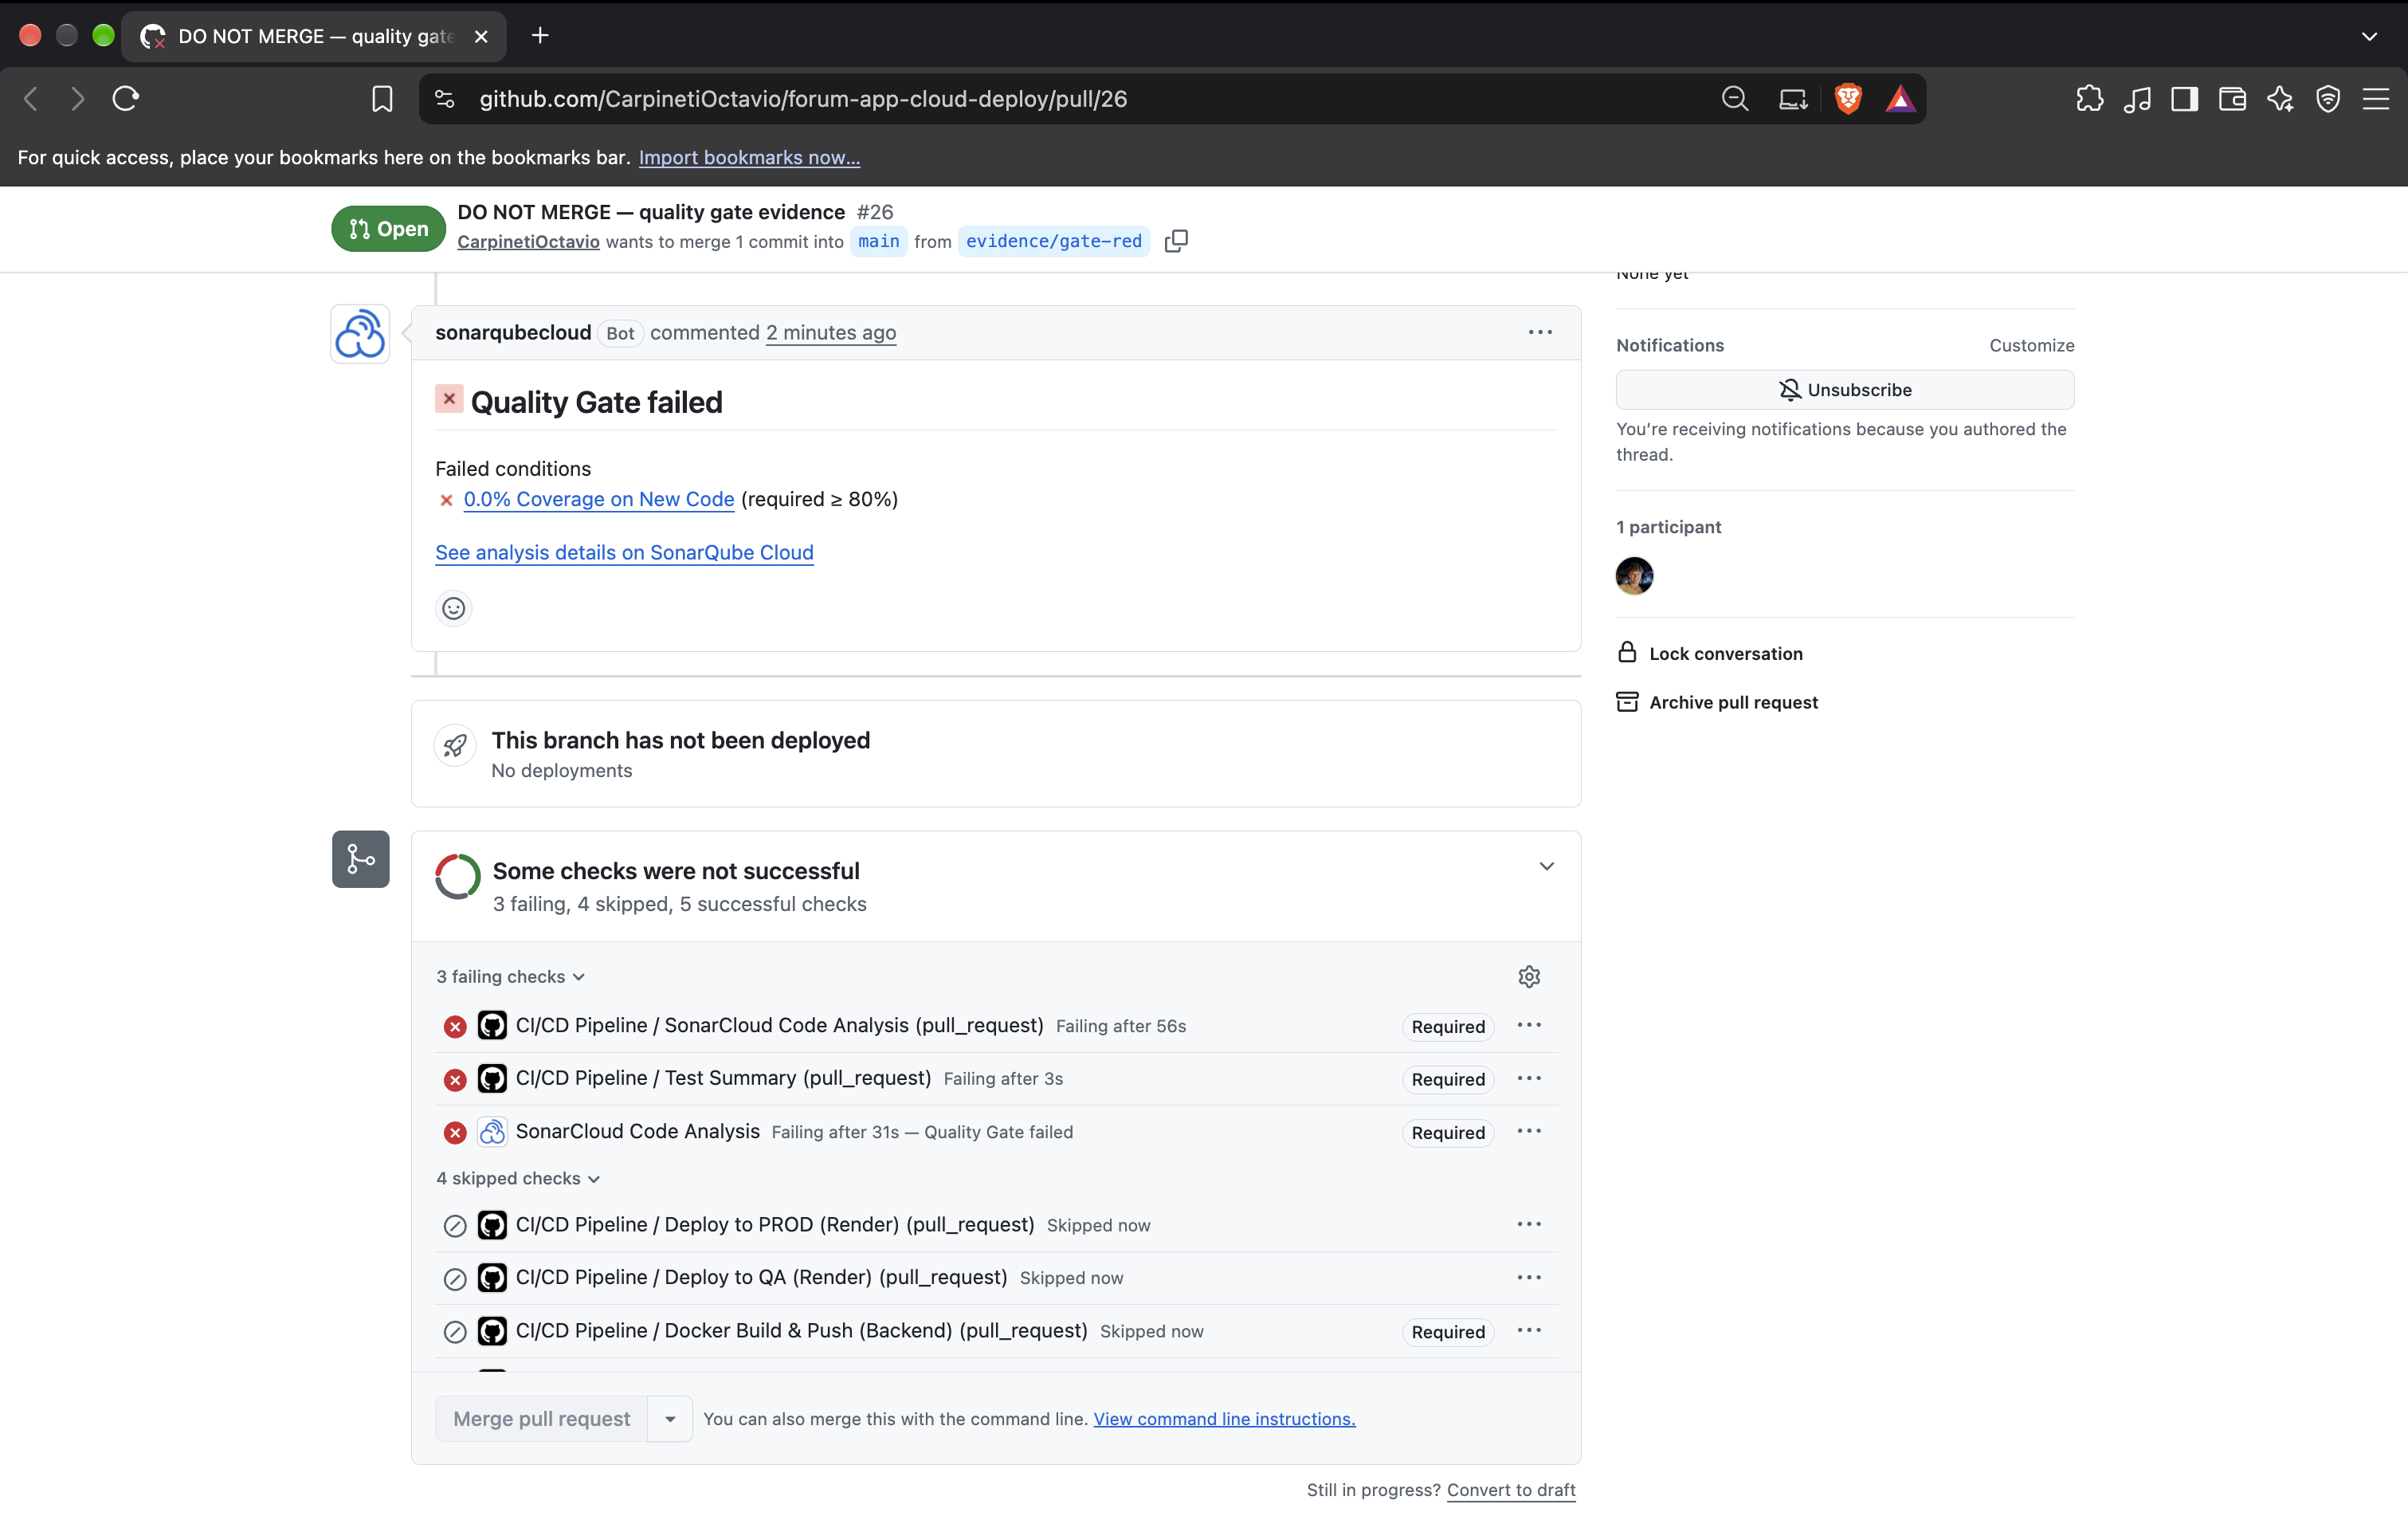 DO NOT MERGE — quality gate
github.com/CarpinetiOctavio/forum-app-cloud-deploy/pull/26
For quick access, place your bookmarks here on the bookmarks bar. Import bookmarks now...
Open
DO NOT MERGE — quality gate evidence #26
CarpinetiOctavio wants to merge 1 commit into main from evidence/gate-red
None yet
sonarqubecloud Bot commented 2 minutes ago
Quality Gate failed
Failed conditions
0.0% Coverage on New Code (required ≥ 80%)
See analysis details on SonarQube Cloud
Notifications
Customize
Unsubscribe
You're receiving notifications because you authored the
thread.
1 participant
Lock conversation
Archive pull request
This branch has not been deployed
No deployments
Some checks were not successful
3 failing, 4 skipped, 5 successful checks
3 failing checks
CI/CD Pipeline / SonarCloud Code Analysis (pull_request) Failing after 56s Required
CI/CD Pipeline / Test Summary (pull_request) Failing after 3s Required
SonarCloud Code Analysis Failing after 31s — Quality Gate failed Required
4 skipped checks
CI/CD Pipeline / Deploy to PROD (Render) (pull_request) Skipped now
CI/CD Pipeline / Deploy to QA (Render) (pull_request) Skipped now
CI/CD Pipeline / Docker Build & Push (Backend) (pull_request) Skipped now Required
Merge pull request
You can also merge this with the command line. View command line instructions.
Still in progress? Convert to draft